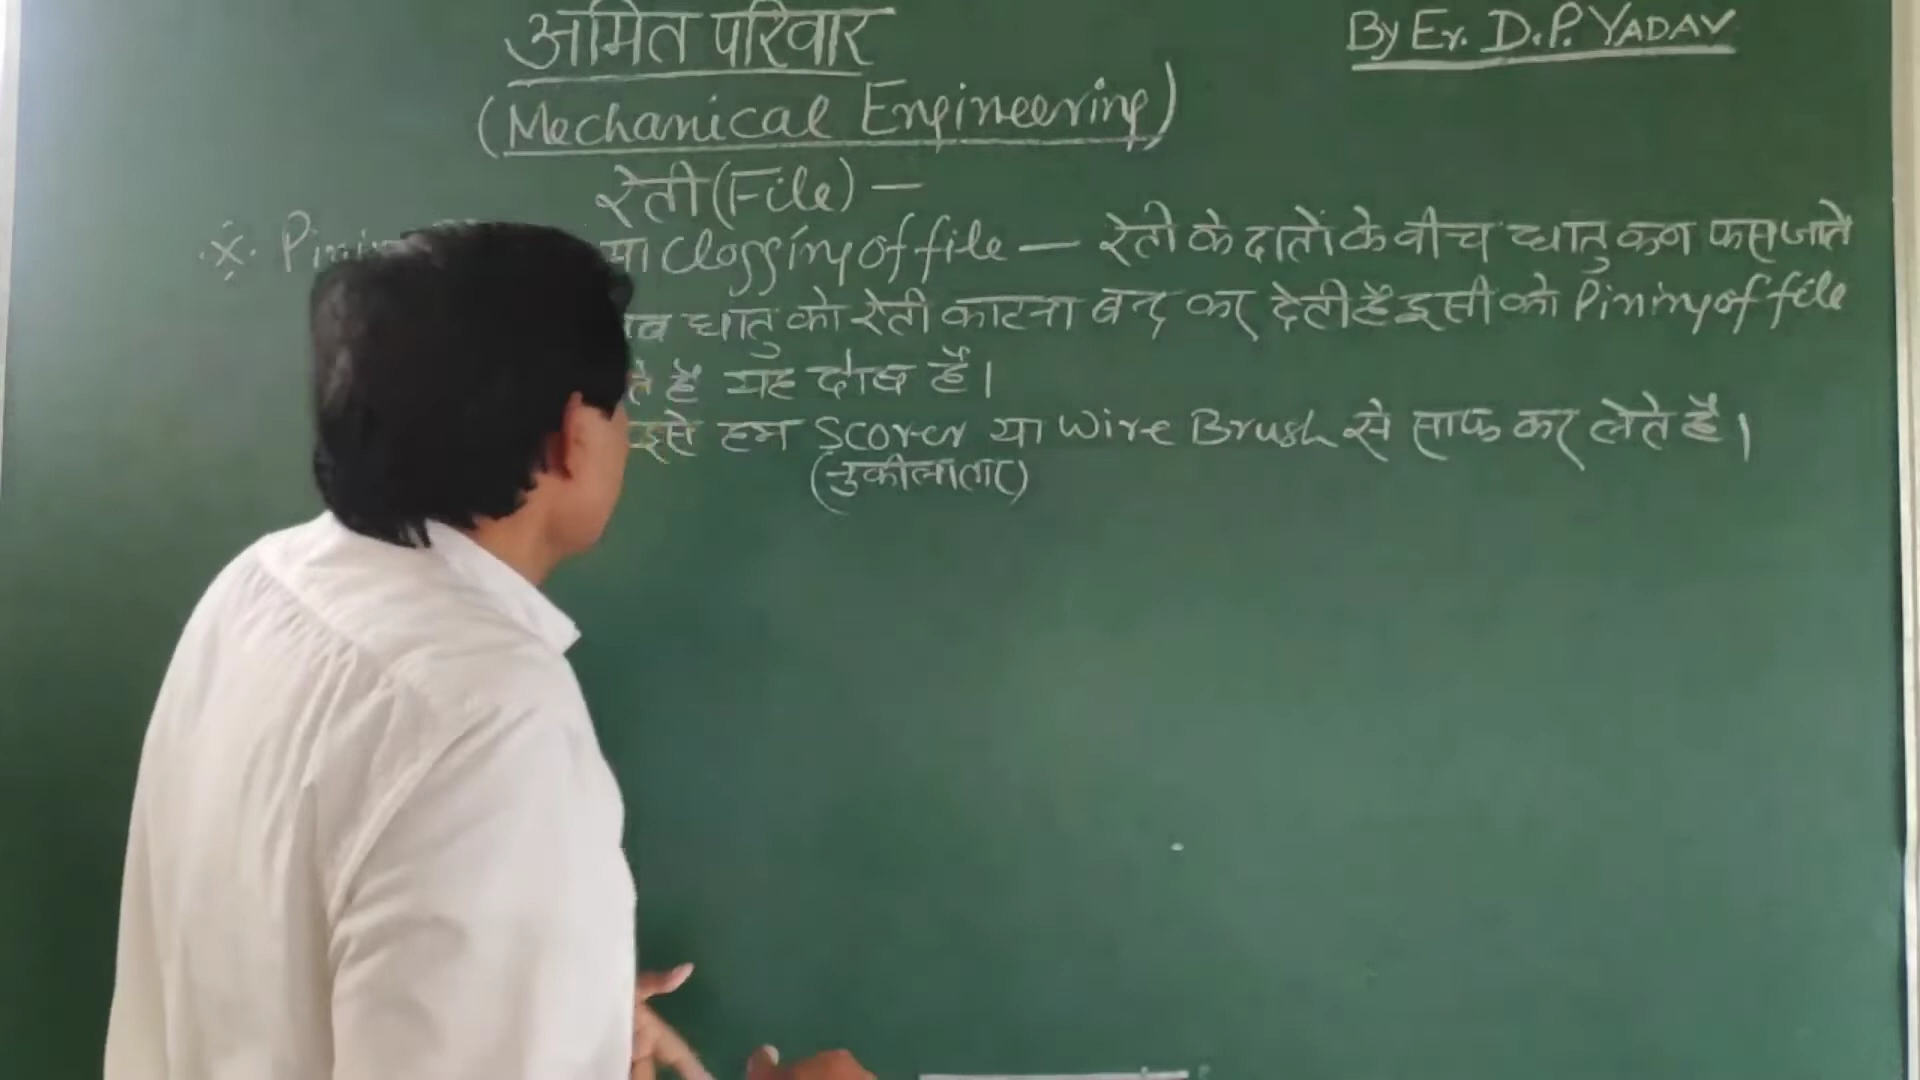 अमित परिवार
By Er. D.P. YADAV
(Mechanical Engineering)
रेती (File) —
या Clogging of file — रेती के दातों के बीच धातु कण फस जाते
धातु को रेती काटना बन्द कर देती है इसी को Pining of file
हैं यह दोष है।
इसे हम Scorer या Wire Brush से साफ कर लेते है।
(नुकीला तार)